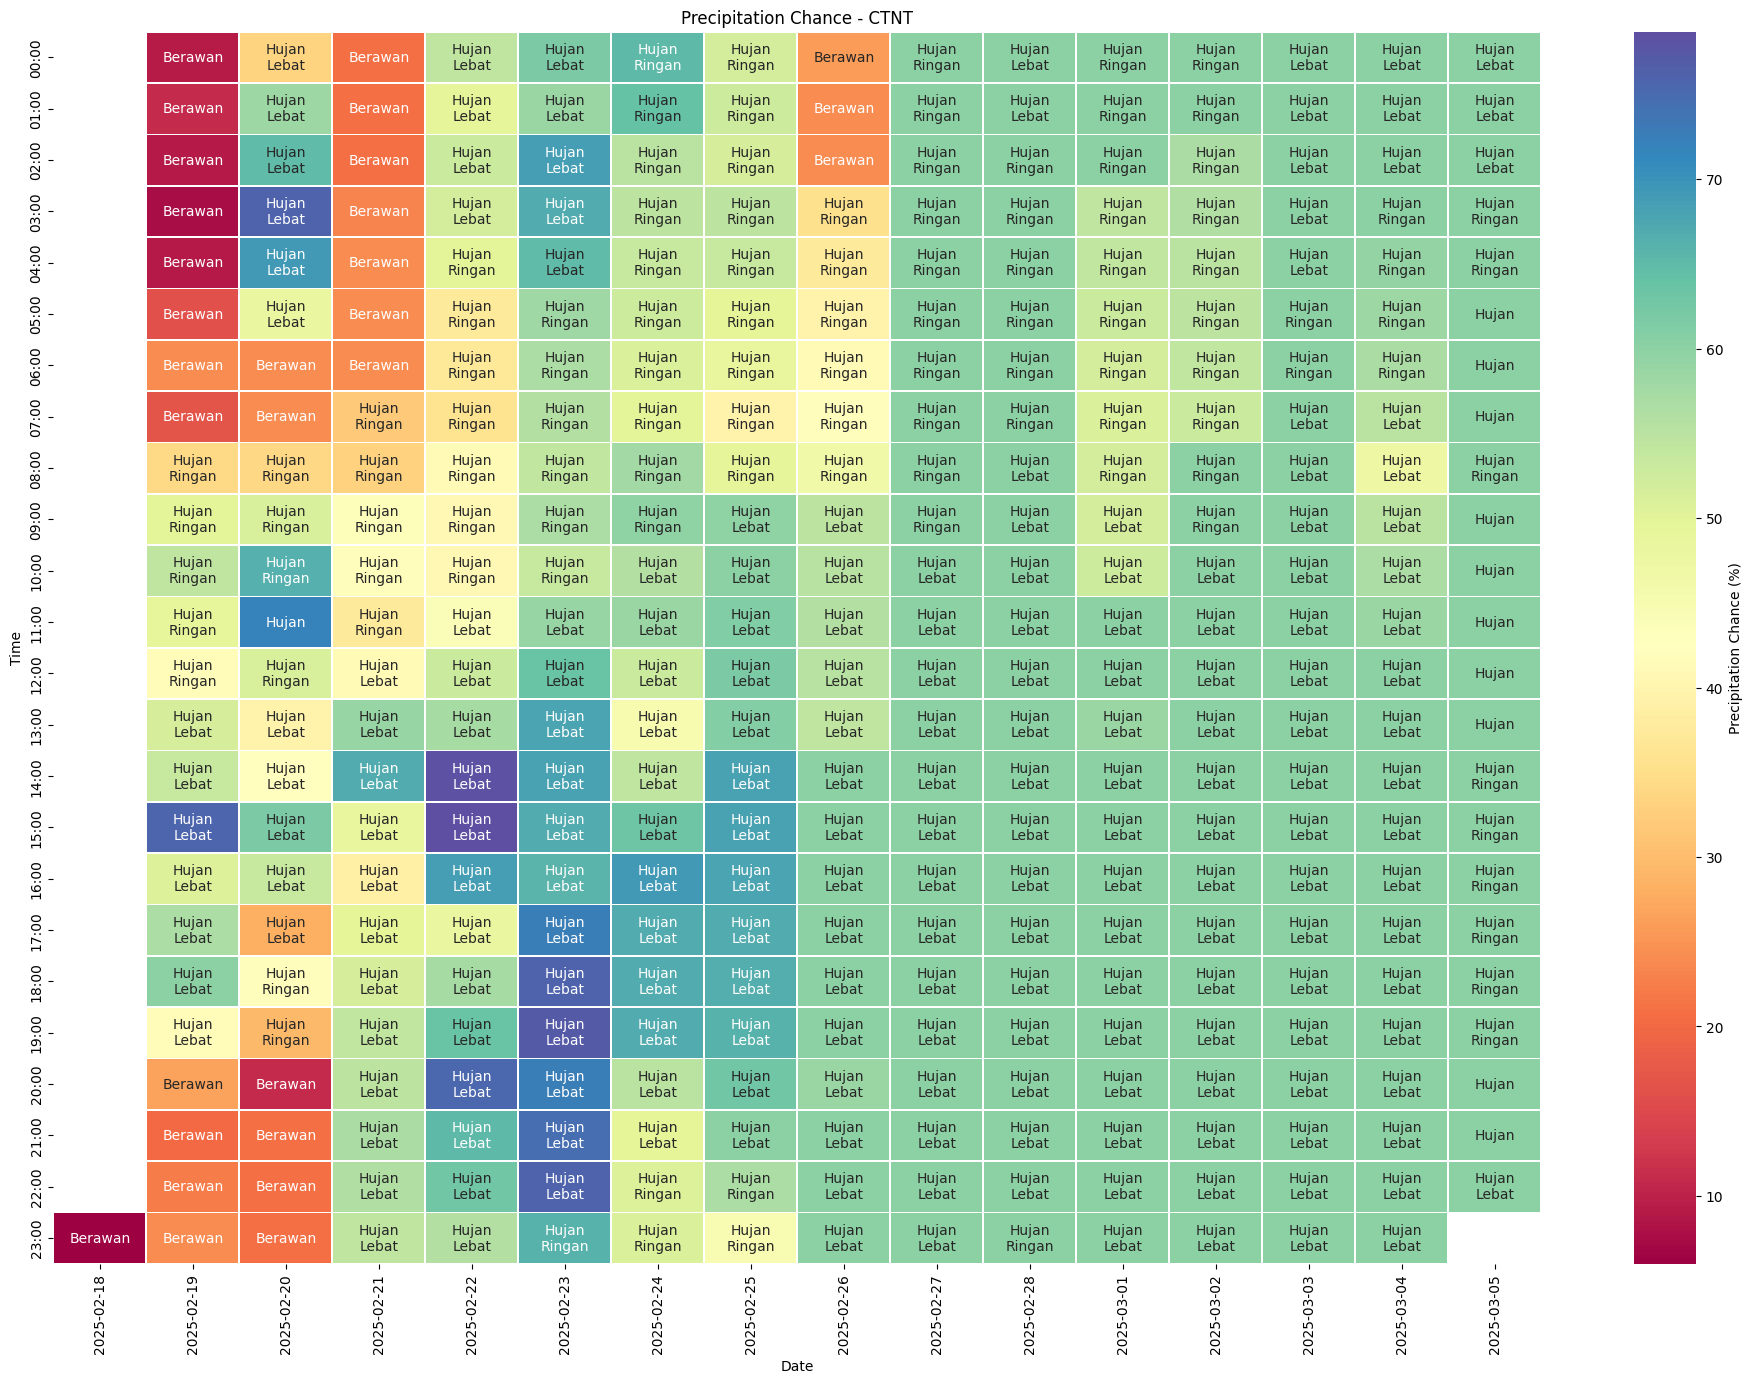 Precipitation Chance - CTNT
00:00 Berawan Hujan Lebat Berawan Hujan Lebat Hujan Lebat Hujan Ringan Hujan Ringan Berawan Hujan Ringan Hujan Lebat Hujan Ringan Hujan Ringan Hujan Lebat Hujan Lebat Hujan Lebat
01:00 Berawan Hujan Lebat Berawan Hujan Lebat Hujan Lebat Hujan Ringan Hujan Ringan Berawan Hujan Ringan Hujan Lebat Hujan Ringan Hujan Ringan Hujan Lebat Hujan Lebat Hujan Lebat
02:00 Berawan Hujan Lebat Berawan Hujan Lebat Hujan Lebat Hujan Ringan Hujan Ringan Berawan Hujan Ringan Hujan Ringan Hujan Ringan Hujan Ringan Hujan Lebat Hujan Lebat Hujan Lebat
03:00 Berawan Hujan Lebat Berawan Hujan Lebat Hujan Lebat Hujan Ringan Hujan Ringan Hujan Ringan Hujan Ringan Hujan Ringan Hujan Ringan Hujan Ringan Hujan Lebat Hujan Ringan Hujan Ringan
04:00 Berawan Hujan Lebat Berawan Hujan Ringan Hujan Lebat Hujan Ringan Hujan Ringan Hujan Ringan Hujan Ringan Hujan Ringan Hujan Ringan Hujan Ringan Hujan Lebat Hujan Ringan Hujan Ringan
05:00 Berawan Hujan Lebat Berawan Hujan Ringan Hujan Ringan Hujan Ringan Hujan Ringan Hujan Ringan Hujan Ringan Hujan Ringan Hujan Ringan Hujan Ringan Hujan Ringan Hujan Ringan Hujan
06:00 Berawan Berawan Berawan Hujan Ringan Hujan Ringan Hujan Ringan Hujan Ringan Hujan Ringan Hujan Ringan Hujan Ringan Hujan Ringan Hujan Ringan Hujan Ringan Hujan Ringan Hujan
07:00 Berawan Berawan Hujan Ringan Hujan Ringan Hujan Ringan Hujan Ringan Hujan Ringan Hujan Ringan Hujan Ringan Hujan Ringan Hujan Ringan Hujan Ringan Hujan Lebat Hujan Lebat Hujan
08:00 Hujan Ringan Hujan Ringan Hujan Ringan Hujan Ringan Hujan Ringan Hujan Ringan Hujan Ringan Hujan Ringan Hujan Ringan Hujan Lebat Hujan Ringan Hujan Ringan Hujan Lebat Hujan Lebat Hujan Ringan
09:00 Hujan Ringan Hujan Ringan Hujan Ringan Hujan Ringan Hujan Ringan Hujan Ringan Hujan Lebat Hujan Lebat Hujan Ringan Hujan Lebat Hujan Lebat Hujan Ringan Hujan Lebat Hujan Lebat Hujan
10:00 Hujan Ringan Hujan Ringan Hujan Ringan Hujan Ringan Hujan Ringan Hujan Lebat Hujan Lebat Hujan Lebat Hujan Lebat Hujan Lebat Hujan Lebat Hujan Lebat Hujan Lebat Hujan Lebat Hujan
11:00 Hujan Ringan Hujan Hujan Ringan Hujan Lebat Hujan Lebat Hujan Lebat Hujan Lebat Hujan Lebat Hujan Lebat Hujan Lebat Hujan Lebat Hujan Lebat Hujan Lebat Hujan Lebat Hujan
12:00 Hujan Ringan Hujan Ringan Hujan Lebat Hujan Lebat Hujan Lebat Hujan Lebat Hujan Lebat Hujan Lebat Hujan Lebat Hujan Lebat Hujan Lebat Hujan Lebat Hujan Lebat Hujan Lebat Hujan
13:00 Hujan Lebat Hujan Lebat Hujan Lebat Hujan Lebat Hujan Lebat Hujan Lebat Hujan Lebat Hujan Lebat Hujan Lebat Hujan Lebat Hujan Lebat Hujan Lebat Hujan Lebat Hujan Lebat Hujan
14:00 Hujan Lebat Hujan Lebat Hujan Lebat Hujan Lebat Hujan Lebat Hujan Lebat Hujan Lebat Hujan Lebat Hujan Lebat Hujan Lebat Hujan Lebat Hujan Lebat Hujan Lebat Hujan Lebat Hujan Ringan
15:00 Hujan Lebat Hujan Lebat Hujan Lebat Hujan Lebat Hujan Lebat Hujan Lebat Hujan Lebat Hujan Lebat Hujan Lebat Hujan Lebat Hujan Lebat Hujan Lebat Hujan Lebat Hujan Lebat Hujan Ringan
16:00 Hujan Lebat Hujan Lebat Hujan Lebat Hujan Lebat Hujan Lebat Hujan Lebat Hujan Lebat Hujan Lebat Hujan Lebat Hujan Lebat Hujan Lebat Hujan Lebat Hujan Lebat Hujan Lebat Hujan Ringan
17:00 Hujan Lebat Hujan Lebat Hujan Lebat Hujan Lebat Hujan Lebat Hujan Lebat Hujan Lebat Hujan Lebat Hujan Lebat Hujan Lebat Hujan Lebat Hujan Lebat Hujan Lebat Hujan Lebat Hujan Ringan
18:00 Hujan Lebat Hujan Ringan Hujan Lebat Hujan Lebat Hujan Lebat Hujan Lebat Hujan Lebat Hujan Lebat Hujan Lebat Hujan Lebat Hujan Lebat Hujan Lebat Hujan Lebat Hujan Lebat Hujan Ringan
19:00 Hujan Lebat Hujan Ringan Hujan Lebat Hujan Lebat Hujan Lebat Hujan Lebat Hujan Lebat Hujan Lebat Hujan Lebat Hujan Lebat Hujan Lebat Hujan Lebat Hujan Lebat Hujan Lebat Hujan Ringan
20:00 Berawan Berawan Hujan Lebat Hujan Lebat Hujan Lebat Hujan Lebat Hujan Lebat Hujan Lebat Hujan Lebat Hujan Lebat Hujan Lebat Hujan Lebat Hujan Lebat Hujan Lebat Hujan
21:00 Berawan Berawan Hujan Lebat Hujan Lebat Hujan Lebat Hujan Lebat Hujan Lebat Hujan Lebat Hujan Lebat Hujan Lebat Hujan Lebat Hujan Lebat Hujan Lebat Hujan Lebat Hujan
22:00 Berawan Berawan Hujan Lebat Hujan Lebat Hujan Lebat Hujan Ringan Hujan Ringan Hujan Lebat Hujan Lebat Hujan Lebat Hujan Lebat Hujan Lebat Hujan Lebat Hujan Lebat Hujan Lebat
23:00 Berawan Berawan Berawan Hujan Lebat Hujan Lebat Hujan Ringan Hujan Ringan Hujan Ringan Hujan Lebat Hujan Lebat Hujan Ringan Hujan Lebat Hujan Lebat Hujan Lebat Hujan Lebat
2025-02-18 2025-02-19 2025-02-20 2025-02-21 2025-02-22 2025-02-23 2025-02-24 2025-02-25 2025-02-26 2025-02-27 2025-02-28 2025-03-01 2025-03-02 2025-03-03 2025-03-04 2025-03-05
Date
Time
70
60
50
40
30
20
10
Precipitation Chance (%)